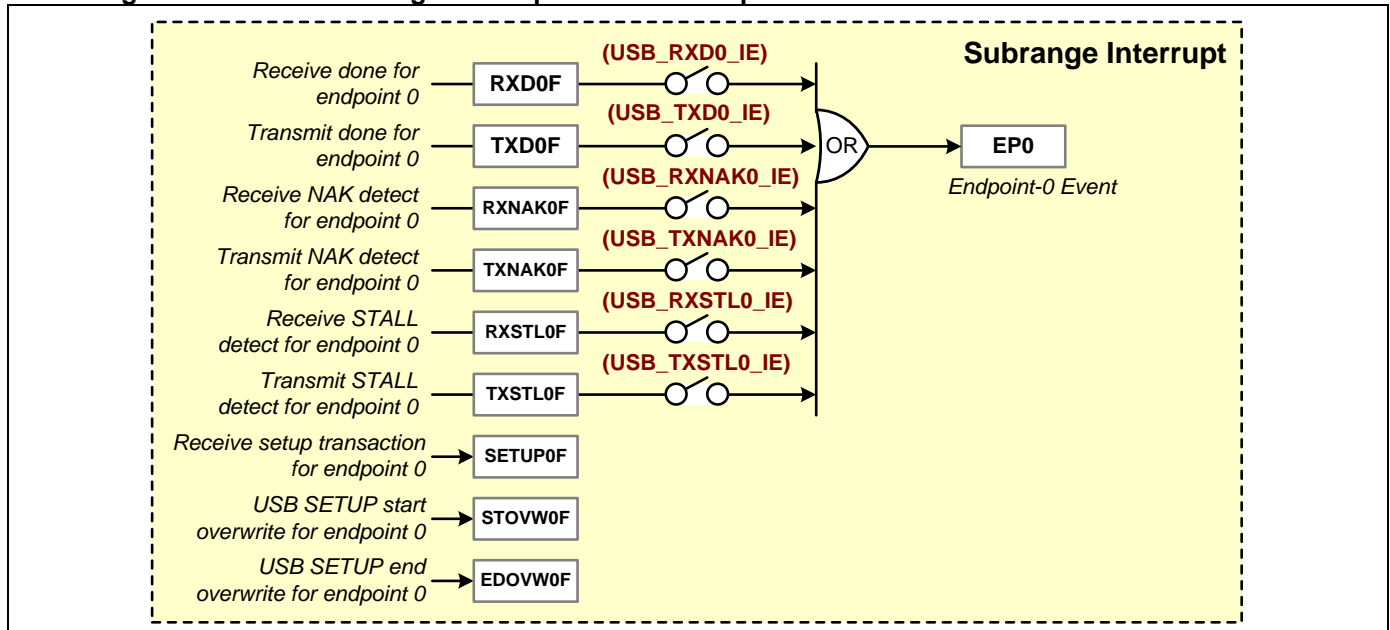 Subrange Interrupt
Receive done for
endpoint 0
RXD0F
(USB_RXD0_IE)
Transmit done for
endpoint 0
TXD0F
(USB_TXD0_IE)
OR
EP0
Endpoint-0 Event
Receive NAK detect
for endpoint 0
RXNAK0F
(USB_RXNAK0_IE)
Transmit NAK detect
for endpoint 0
TXNAK0F
(USB_TXNAK0_IE)
Receive STALL
detect for endpoint 0
RXSTL0F
(USB_RXSTL0_IE)
Transmit STALL
detect for endpoint 0
TXSTL0F
(USB_TXSTL0_IE)
Receive setup transaction
for endpoint 0
SETUP0F
USB SETUP start
overwrite for endpoint 0
STOVW0F
USB SETUP end
overwrite for endpoint 0
EDOVW0F